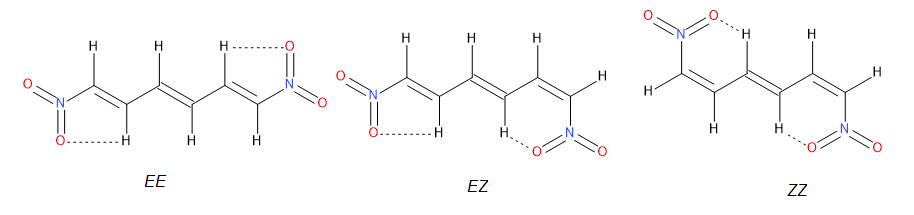 H H H O
O N
N O
O H H H
EE
H H H
O H
N
O H H N
O O
EZ
O O
N H H
H
H
H H N
O O
ZZ